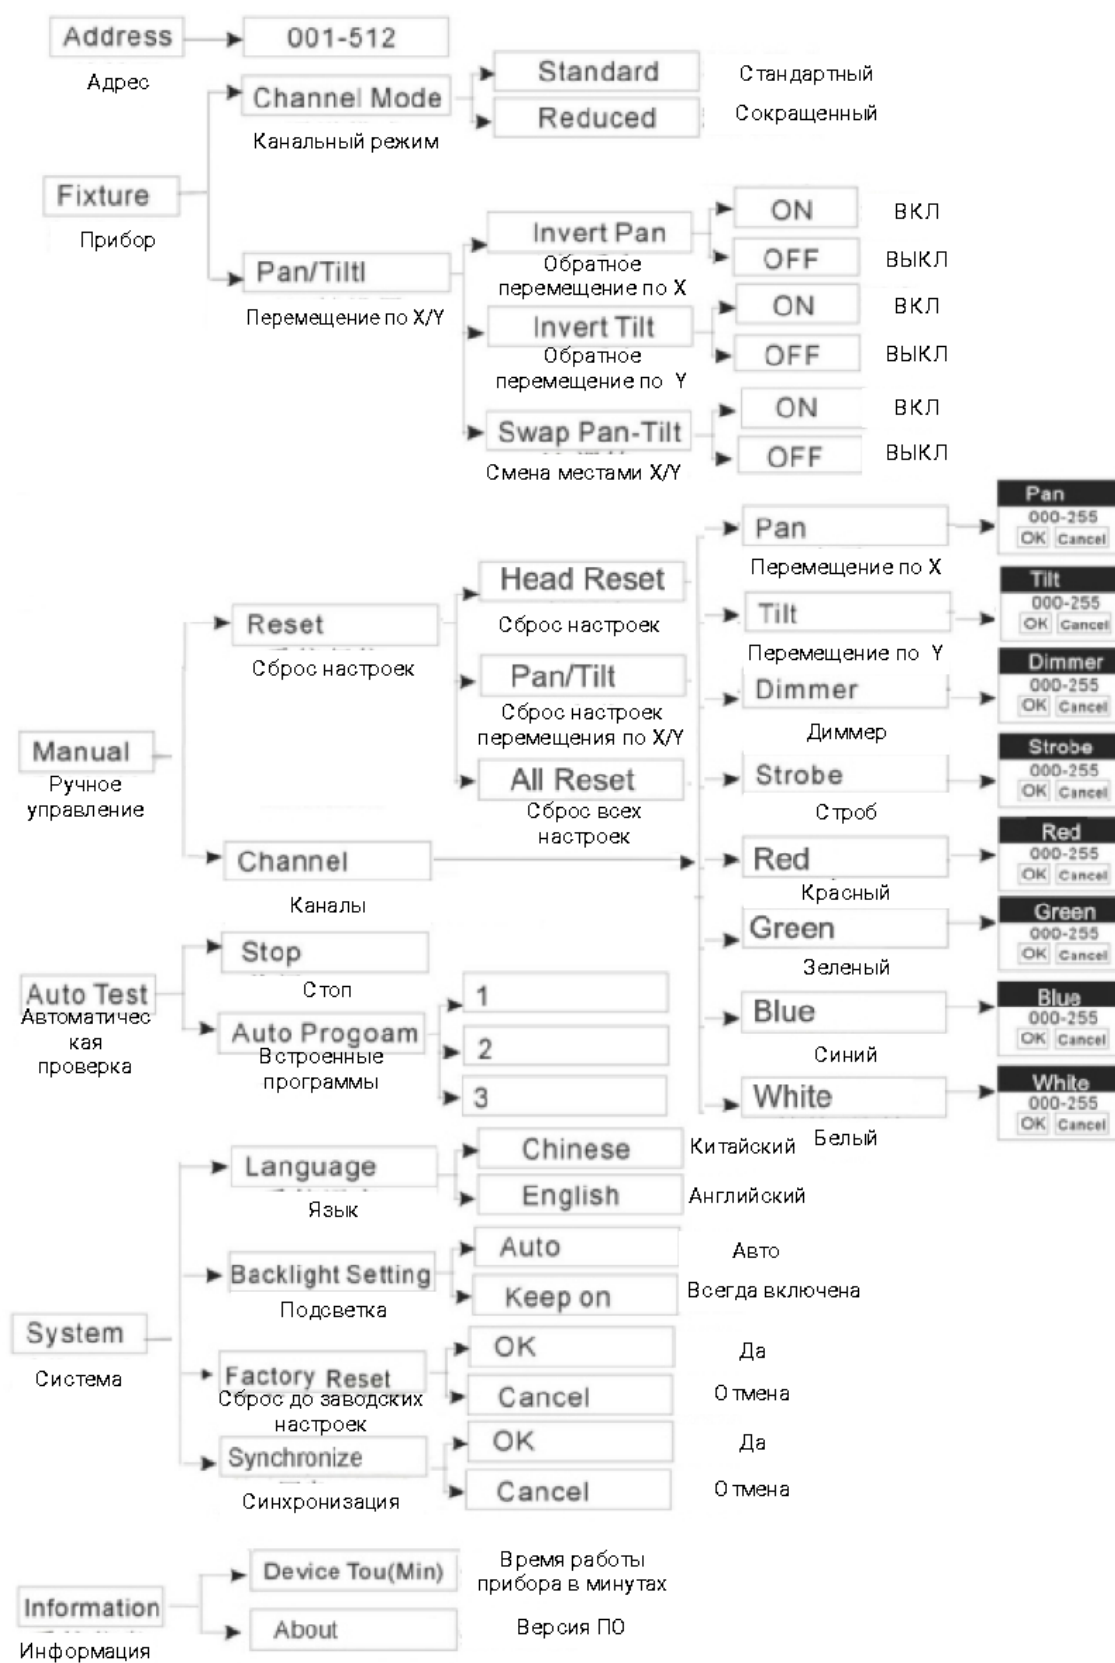 Address
001-512
Адрес
Channel Mode
Канальный режим
Standard
Стандартный
Reduced
Сокращенный
Fixture
Прибор
Pan/Tiltl
Перемещение по X/Y
Invert Pan
Обратное
перемещение по X
ON
ВКЛ
OFF
ВЫКЛ
Invert Tilt
Обратное
перемещение по Y
ON
ВКЛ
OFF
ВЫКЛ
Swap Pan-Tilt
Смена местами X/Y
ON
ВКЛ
OFF
ВЫКЛ
Manual
Ручное
управление
Reset
Сброс настроек
Head Reset
Сброс настроек
Pan/Tilt
Сброс настроек
перемещения по X/Y
All Reset
Сброс всех
настроек
Channel
Каналы
Pan
Перемещение по X
Pan
000-255
OK Cancel
Tilt
Перемещение по Y
Tilt
000-255
OK Cancel
Dimmer
Диммер
Dimmer
000-255
OK Cancel
Strobe
Строб
Strobe
000-255
OK Cancel
Red
Красный
Red
000-255
OK Cancel
Green
Зеленый
Green
000-255
OK Cancel
Blue
Синий
Blue
000-255
OK Cancel
White
Белый
White
000-255
OK Cancel
Auto Test
Автоматичес
кая
проверка
Stop
Стоп
Auto Progoam
Встроенные
программы
1
2
3
System
Система
Language
Язык
Chinese
Китайский
English
Английский
Backlight Setting
Подсветка
Auto
Авто
Keep on
Всегда включена
Factory Reset
Сброс до заводских
настроек
OK
Да
Cancel
Отмена
Synchronize
Синхронизация
OK
Да
Cancel
Отмена
Information
Информация
Device Tou(Min)
Время работы
прибора в минутах
About
Версия ПО